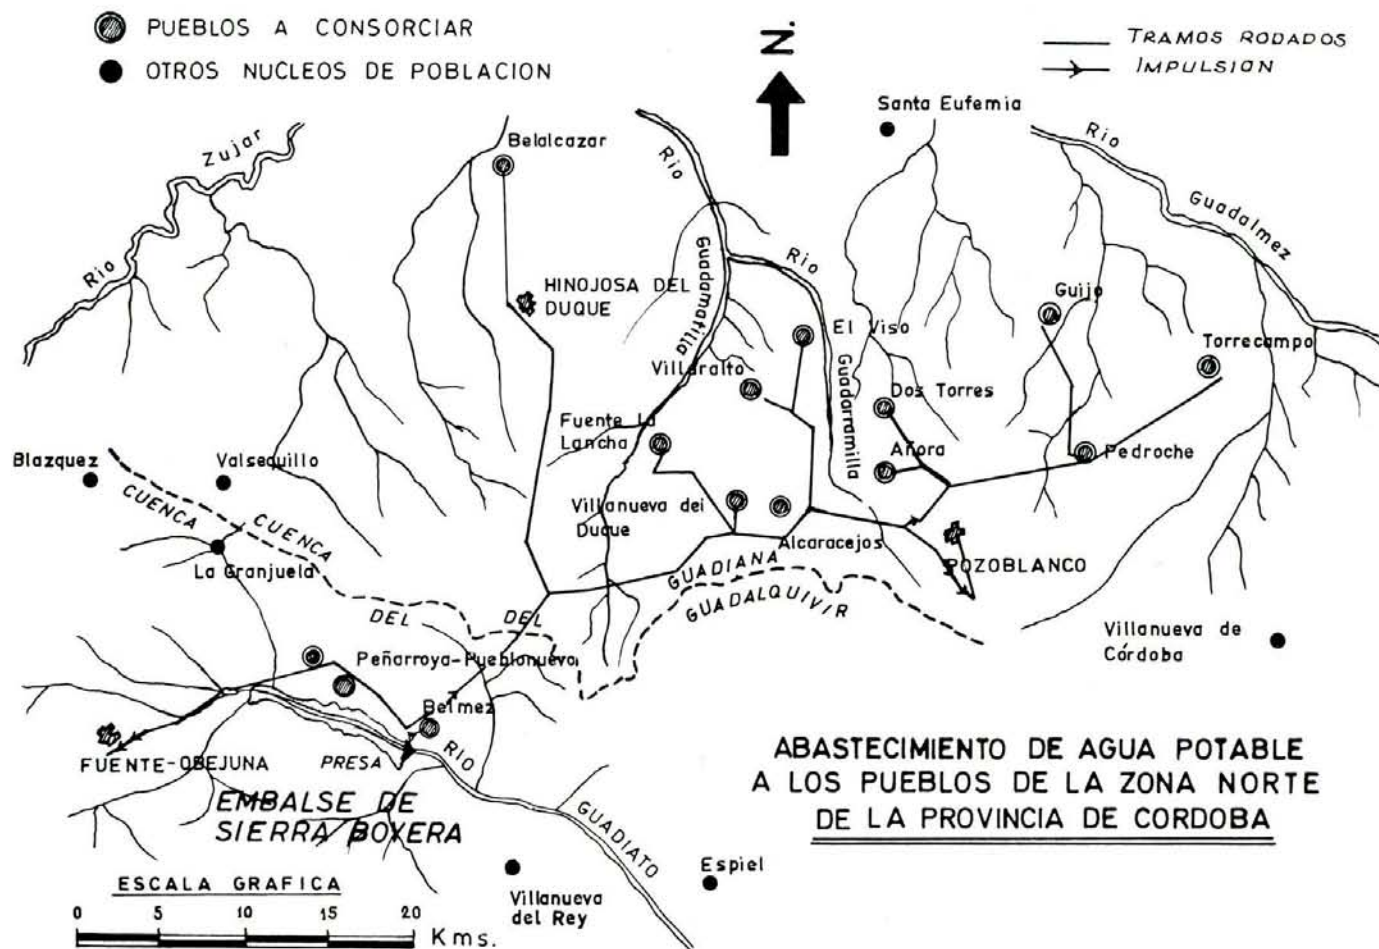 PUEBLOS A CONSORCIAR
OTROS NUCLEOS DE POBLACION
N.
TRAMOS RODADOS
IMPULSION
Santa Eufemia
Rio
Zujar
Belalcazar
Rio
Guadamatilla
Rio
Guadarramilla
Rio
Guadalmez
HINOJOSA DEL
DUQUE
El Viso
Guijo
Torrecampo
Villaralto
Dos Torres
Fuente La
Lancha
Añora
Pedroche
Blazquez
Valsequillo
Villanueva del
Duque
Alcaracejos
POZOBLANCO
CUENCA
CUENCA
DEL
DEL
GUADIANA
GUADALQUIVIR
La Granjuela
Villanueva de
Córdoba
Peñarroya-Pueblonuevo
Belmez
FUENTE-OBEJUNA
PRESA
RIO
GUADIATO
EMBALSE DE
SIERRA BOYERA
ABASTECIMIENTO DE AGUA POTABLE
A LOS PUEBLOS DE LA ZONA NORTE
DE LA PROVINCIA DE CORDOBA
Espiel
Villanueva
del Rey
ESCALA GRAFICA
0 5 10 15 20
Kms.